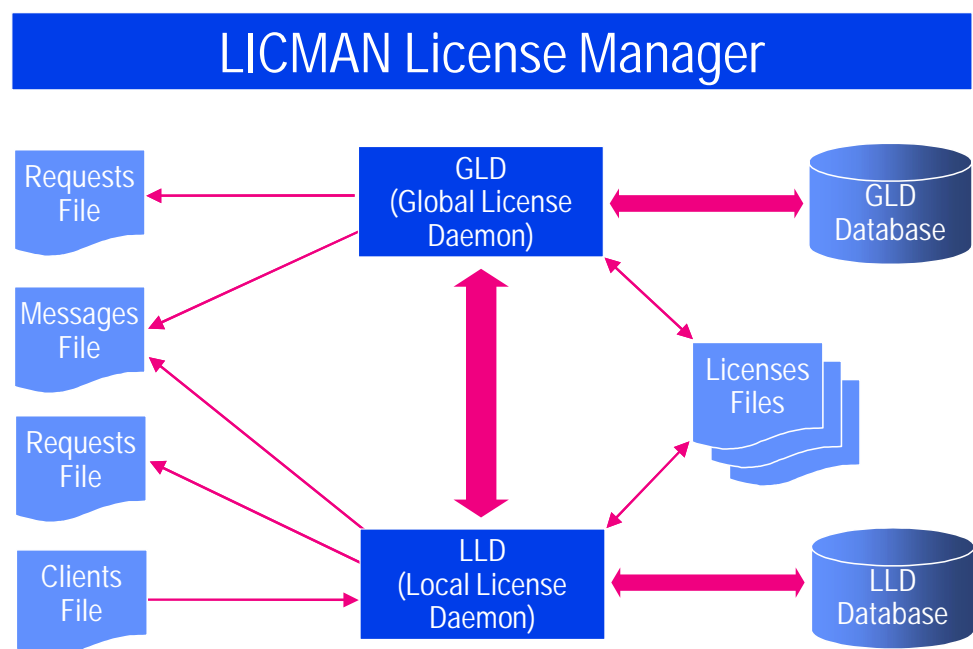 LICMAN License Manager
Requests
File
GLD
(Global License
Daemon)
GLD
Database
Messages
File
Licenses
Files
Requests
File
Clients
File
LLD
(Local License
Daemon)
LLD
Database